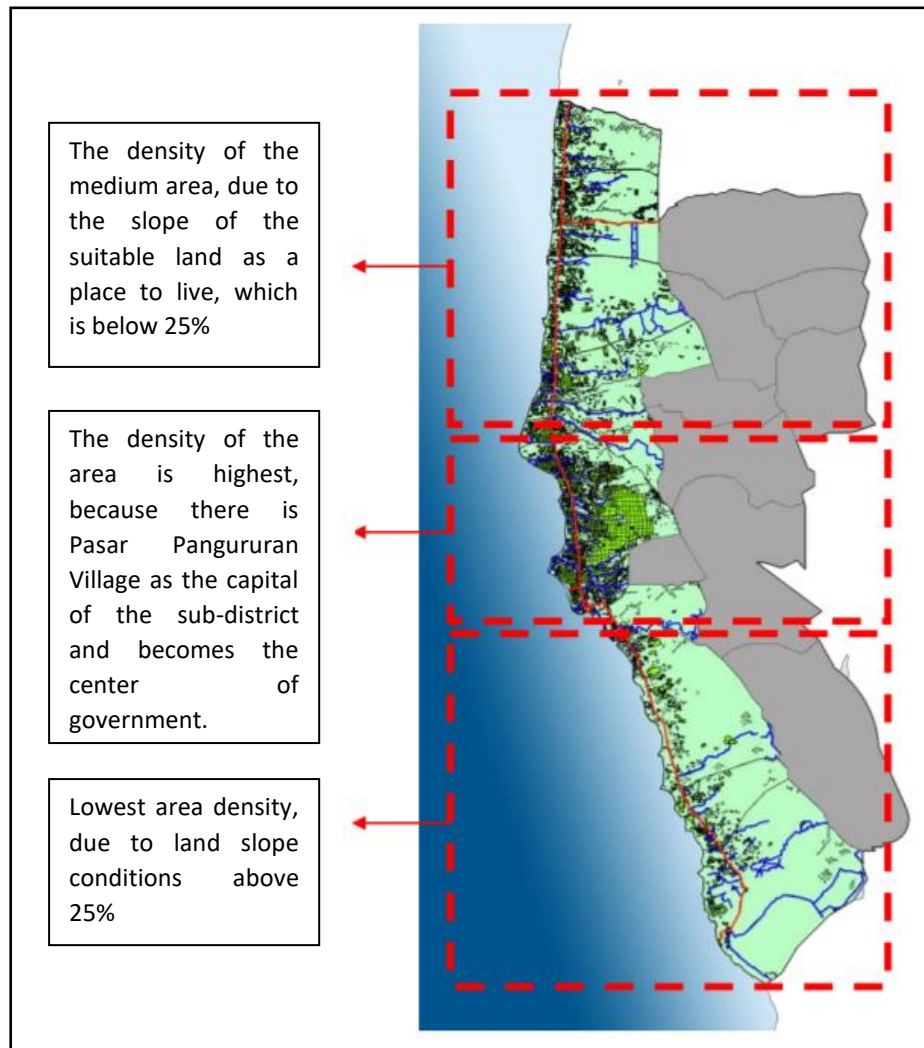 The density of the
medium area, due to
the slope of the
suitable land as a
place to live, which
is below 25%
The density of the
area is highest,
because there is
Pasar Pangururan
Village as the capital
of the sub-district
and becomes the
center of
government.
Lowest area density,
due to land slope
conditions above
25%